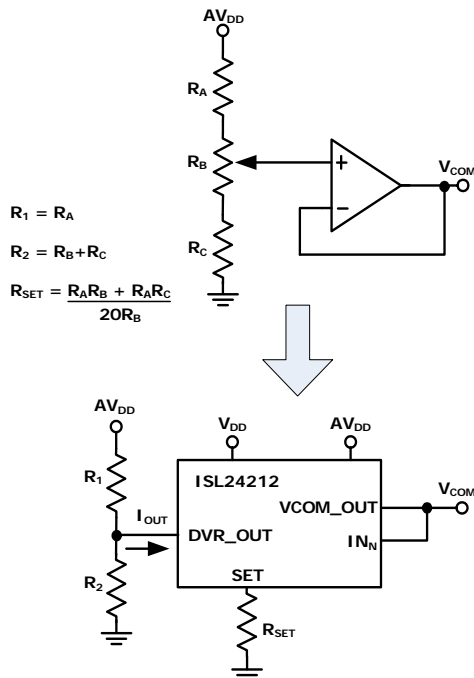 AVDD
RA
RB
RC
+
−
VCOM
R1 = RA
R2 = RB+RC
RSET = RARB + RARC
20RB
AVDD
R1
IOUT
R2
VDD
AVDD
ISL24212
VCOM_OUT
DVR_OUT
INN
SET
VCOM
RSET